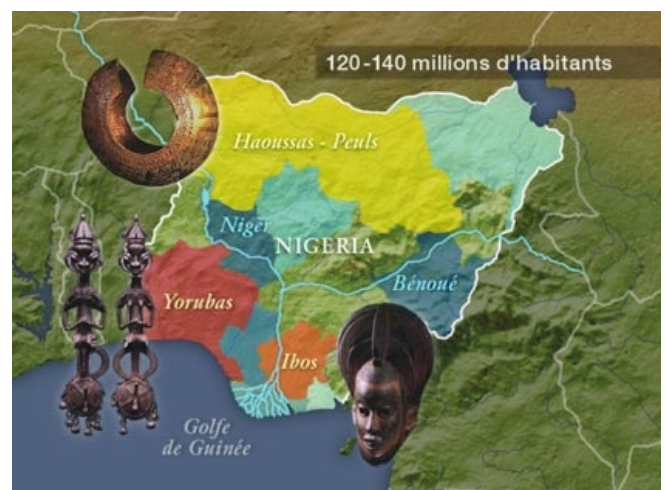 120-140 millions d'habitants
Haoussas - Peuls
Niger
NIGERIA
Bénoué
Yorubas
Ibos
Golfe
de Guinée